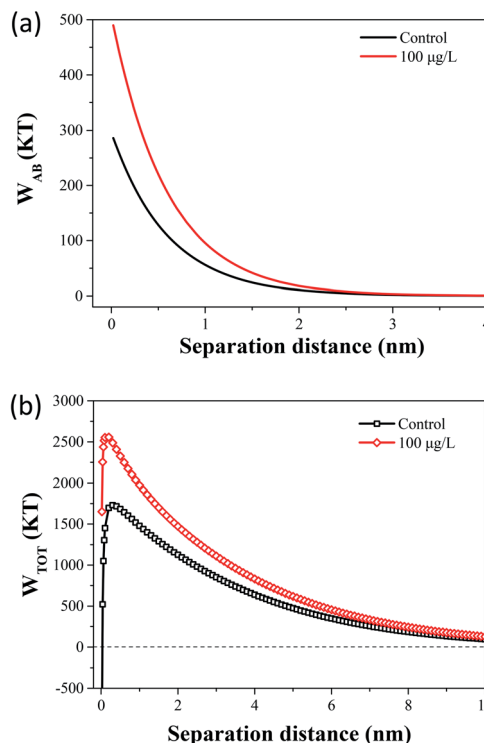 (a)
Control
100 μg/L
500
400
300
200
100
0
W_AB (KT)
0 1 2 3 4
Separation distance (nm)
(b)
Control
100 μg/L
3000
2500
2000
1500
1000
500
0
-500
W_TOT (KT)
0 2 4 6 8
Separation distance (nm)